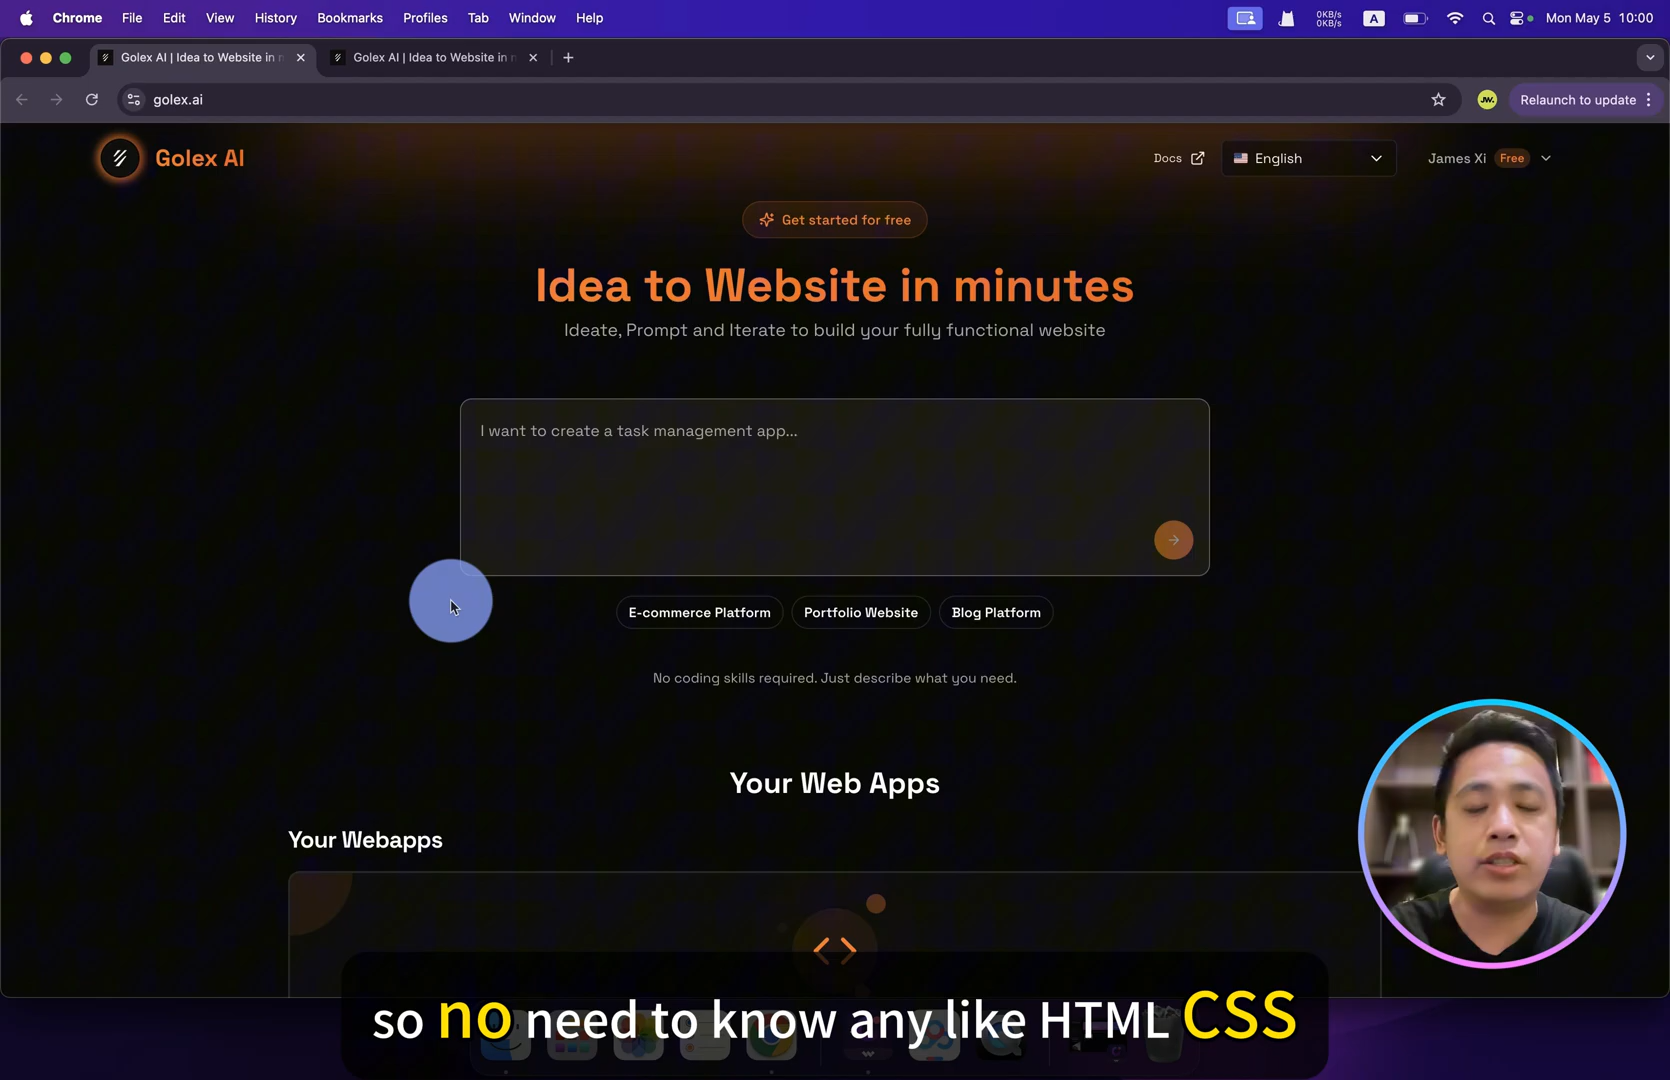 Chrome File Edit View History Bookmarks Profiles Tab Window Help
0KB/s
0KB/s
A
Mon May 5 10:00
Golex AI | Idea to Website in
Golex AI | Idea to Website in
golex.ai
JW.
Relaunch to update
Golex AI
Docs
English
James Xi Free
Get started for free
Idea to Website in minutes
Ideate, Prompt and Iterate to build your fully functional website
I want to create a task management app...
E-commerce Platform Portfolio Website Blog Platform
No coding skills required. Just describe what you need.
Your Web Apps
Your Webapps
so no need to know any like HTML CSS